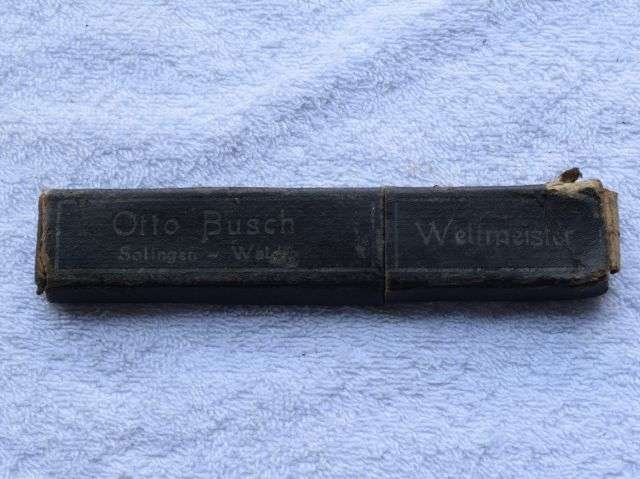 Otto Busch
Solingen - Wald
Weltmeister